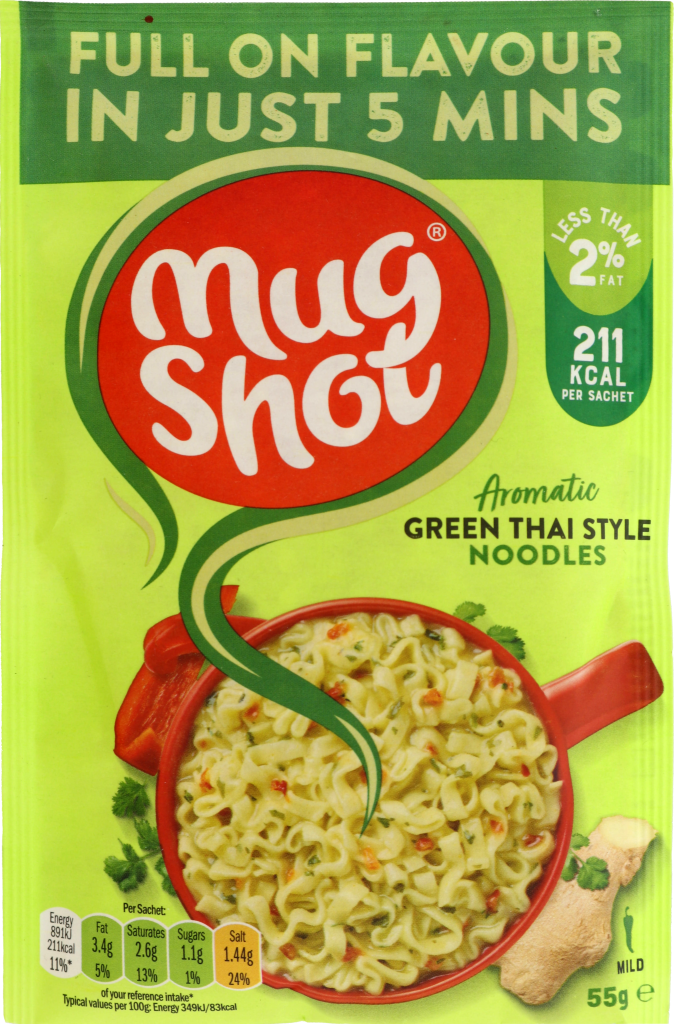 FULL ON FLAVOUR
IN JUST 5 MINS
mug
Shot
®
LESS THAN
2%
FAT
211
KCAL
PER SACHET
Aromatic
GREEN THAI STYLE
NOODLES
Per Sachet:
Energy
891kJ
211kcal
11%*
Fat
3.4g
5%
Saturates
2.6g
13%
Sugars
1.1g
1%
Salt
1.44g
24%
of your reference intake*
Typical values per 100g: Energy 349kJ/83kcal
MILD
55g e